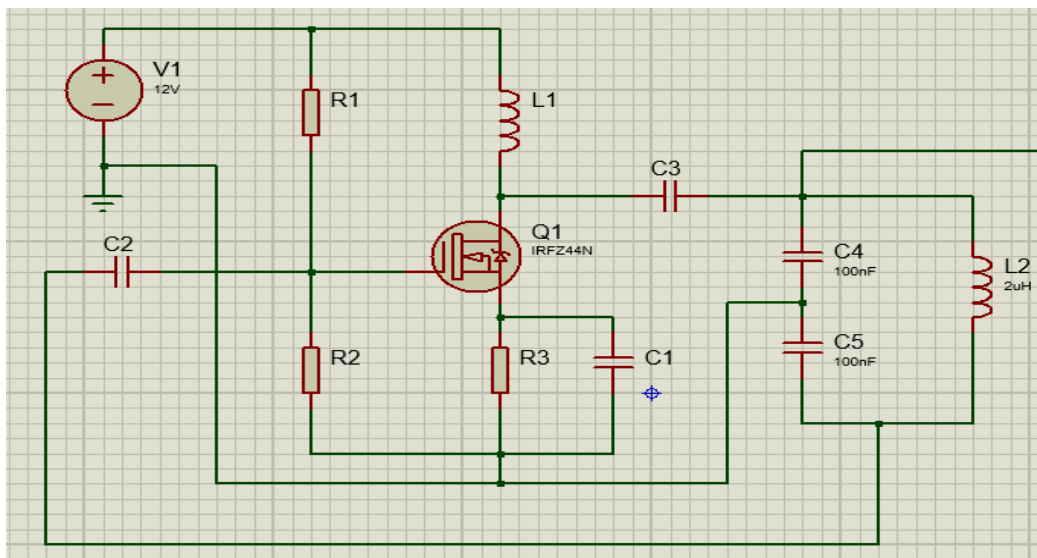 V1
12V
R1
L1
C3
Q1
IRFZ44N
C2
C4
100nF
L2
2uH
R2
R3
C1
C5
100nF